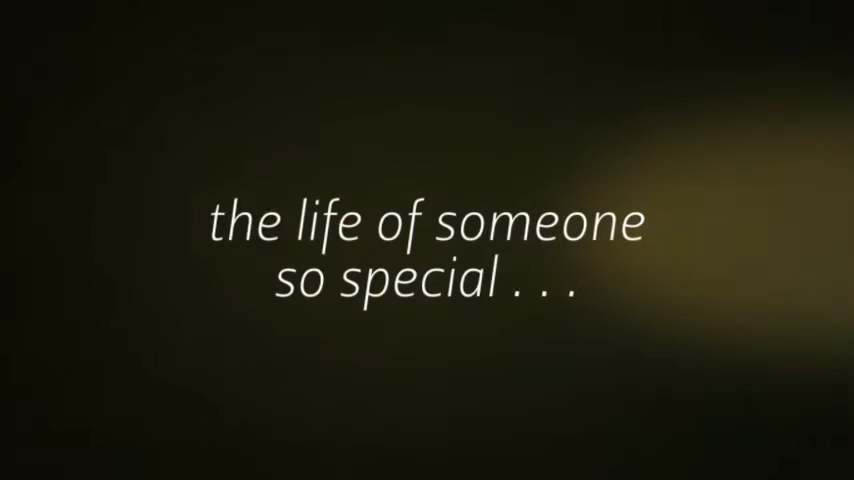 the life of someone
so special . . .